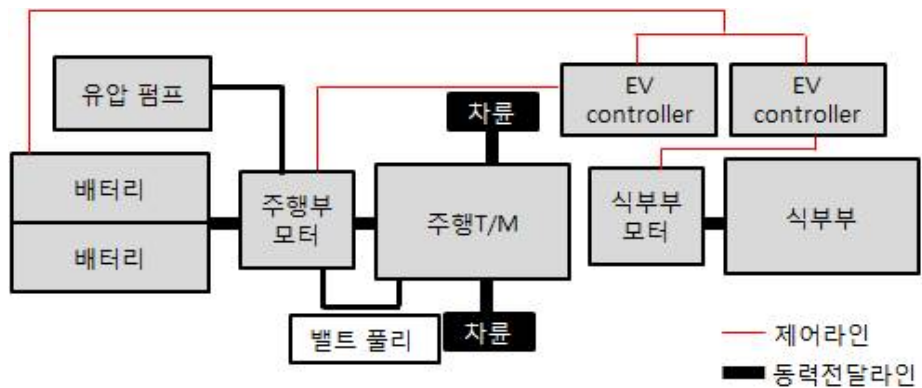 유압 펌프
EV
controller
EV
controller
차륜
배터리
배터리
주행부
모터
주행T/M
식부부
모터
식부부
밸트 풀리
차륜
제어라인
동력전달라인